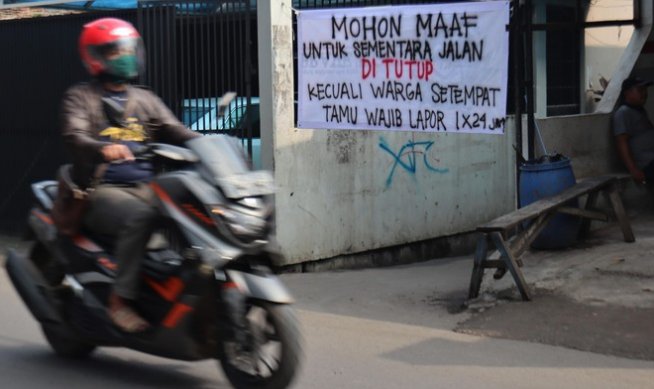 MOHON MAAF
UNTUK SEMENTARA JALAN
DI TUTUP
KECUALI WARGA SETEMPAT
TAMU WAJIB LAPOR 1x24 JAM